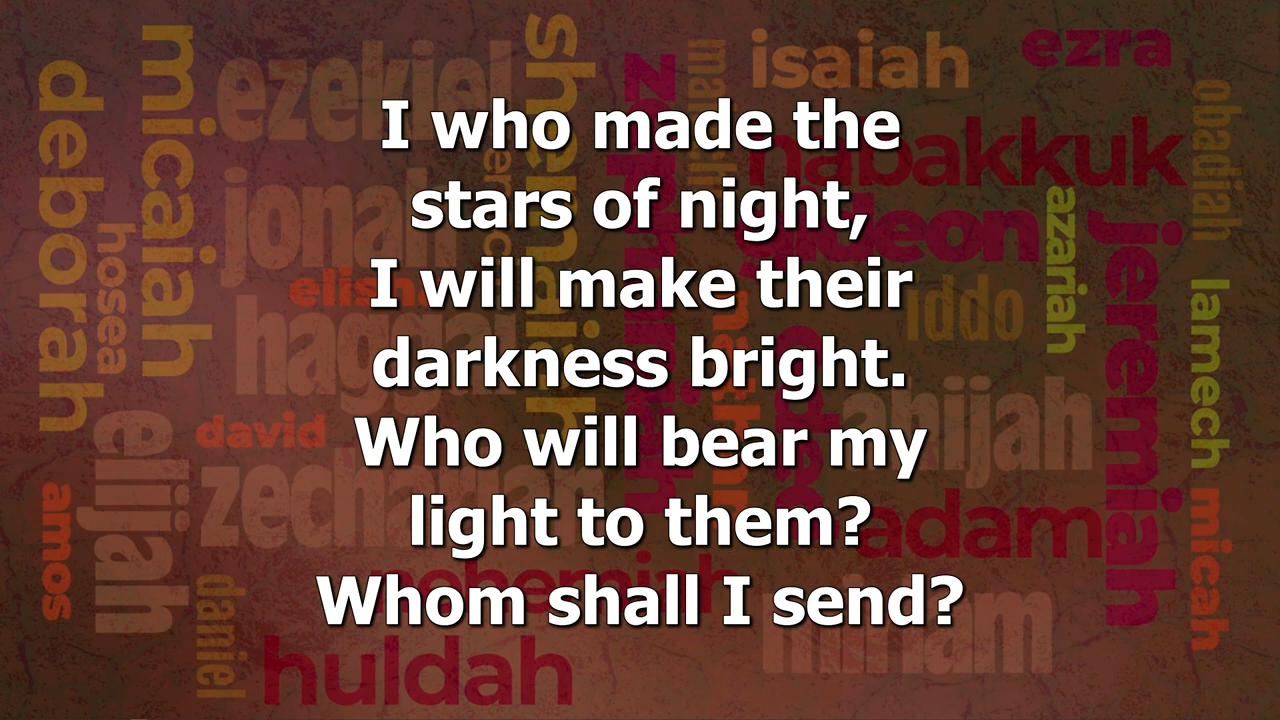 I who made the
stars of night,
I will make their
darkness bright.
Who will bear my
light to them?
Whom shall I send?
deborah
micaiah
ezekiel
shemaiah
isaiah
ezra
obadiah
habakkuk
jonah
hosea
gideon
azariah
jeremiah
elisha
haggai
iddo
lamech
david
elijah
zechariah
ahijah
amos
adam
micah
daniel
nehemiah
miriam
huldah